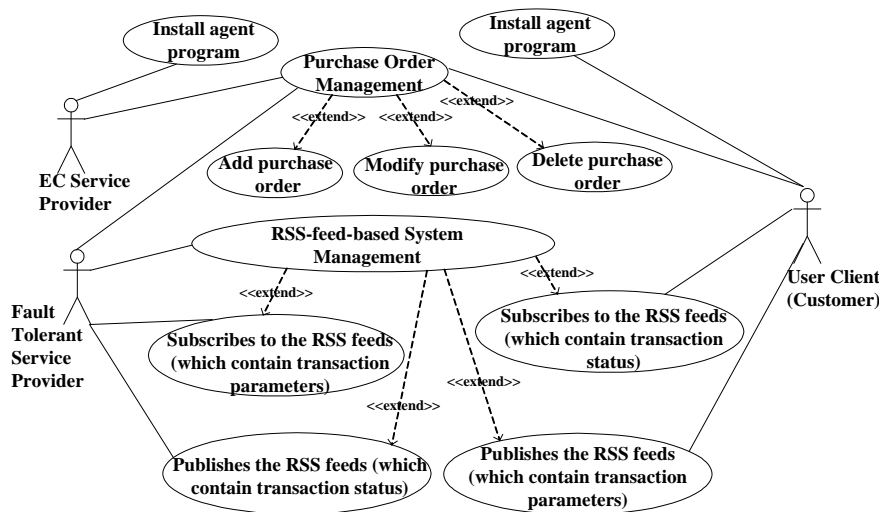 Install agent
program
Install agent
program
Purchase Order
Management
<<extend>>
<<extend>>
<<extend>>
Add purchase
order
Modify purchase
order
Delete purchase
order
EC Service
Provider
RSS-feed-based System
Management
User Client
(Customer)
<<extend>>
<<extend>>
Fault
Tolerant
Service
Provider
Subscribes to the RSS feeds
(which contain transaction
parameters)
Subscribes to the RSS feeds
(which contain transaction
status)
<<extend>>
<<extend>>
Publishes the RSS feeds (which
contain transaction status)
Publishes the RSS feeds
(which contain transaction
parameters)